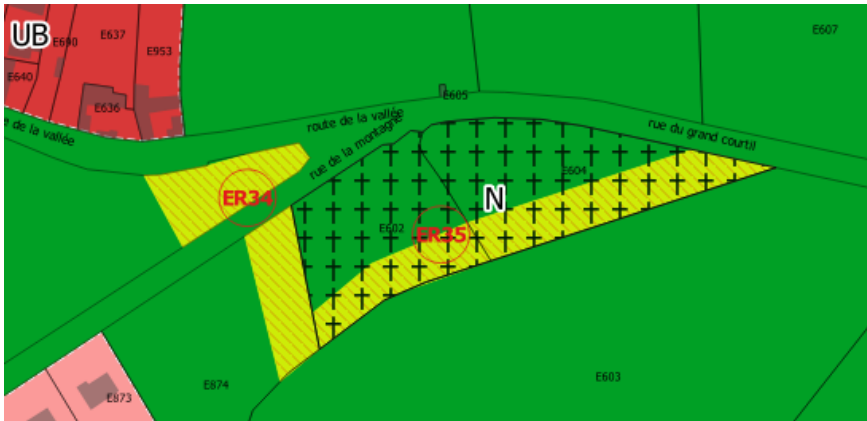 UB
E690
E637
E953
E607
E640
E636
E605
e de la vallée
route de la vallée
rue de la montagne
rue du grand courtil
E604
ER34
N
E602
ER35
E603
E874
E873